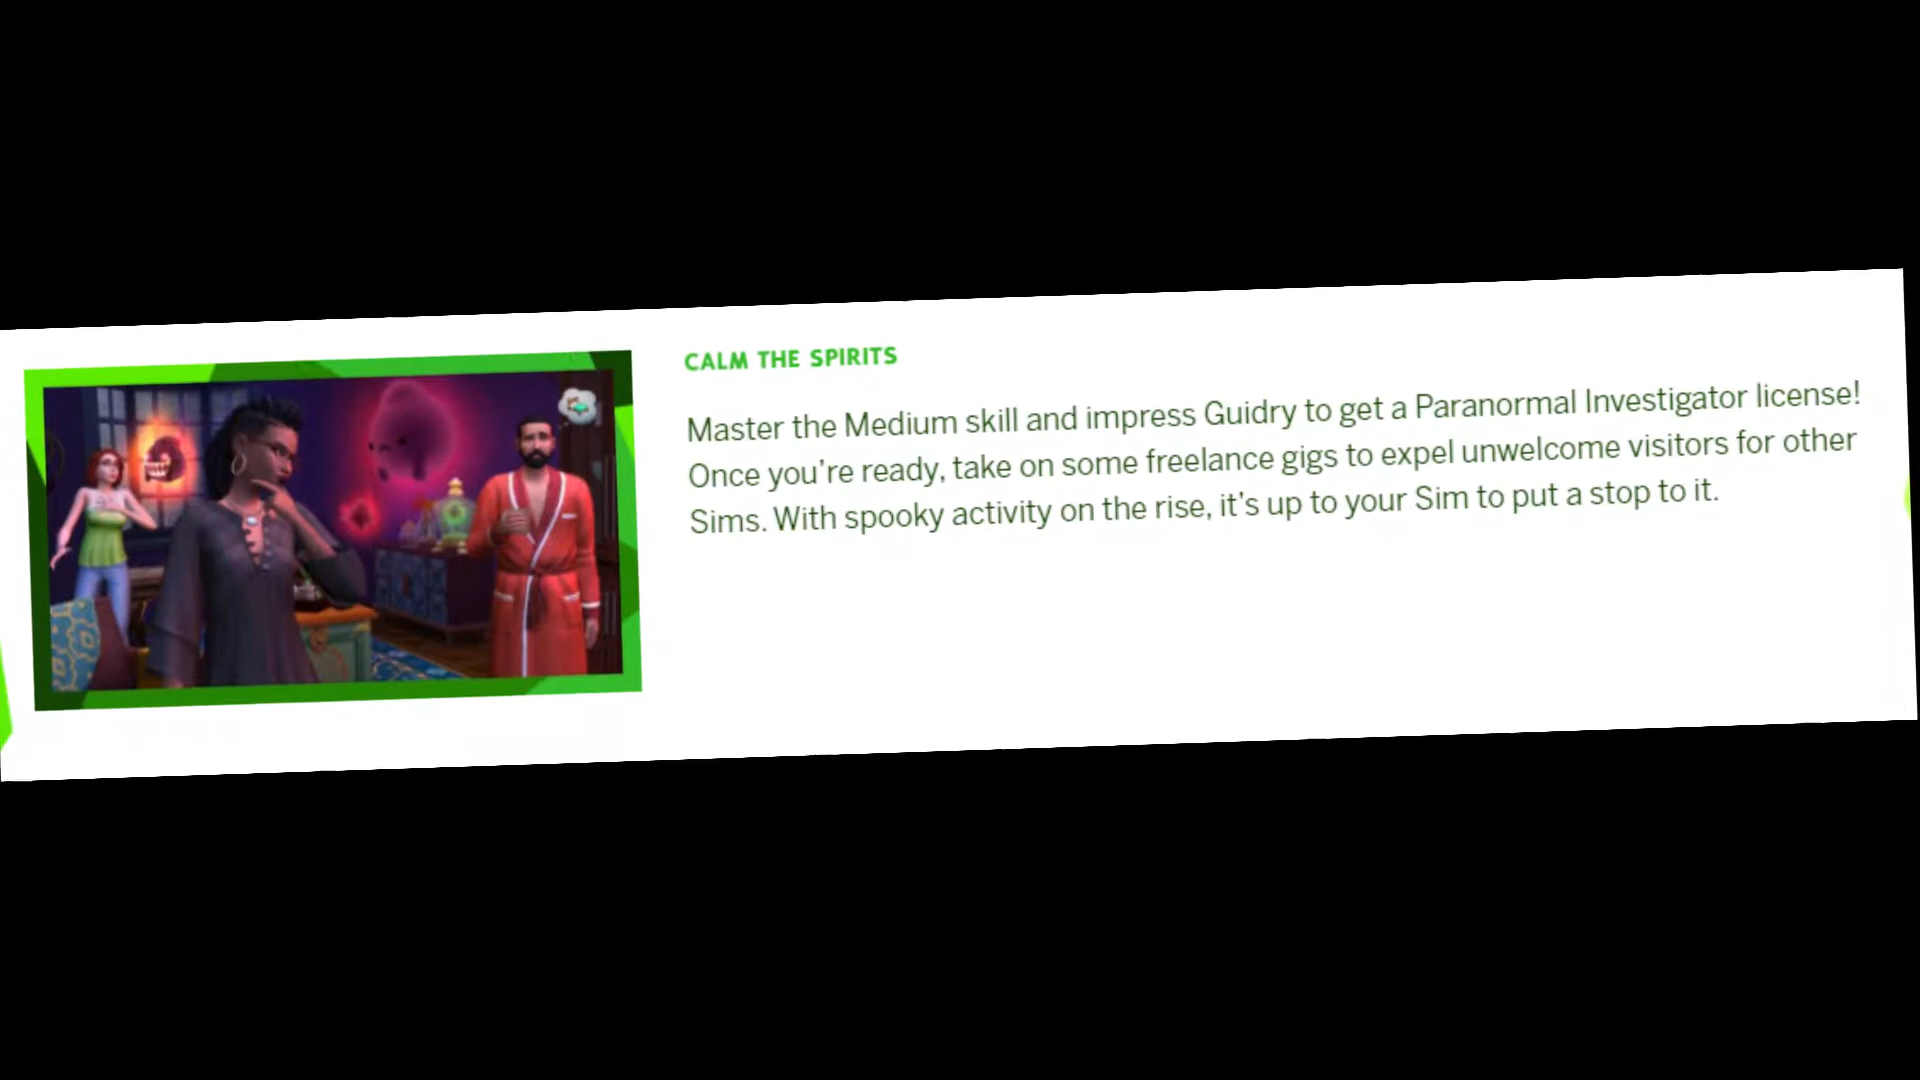 CALM THE SPIRITS
Master the Medium skill and impress Guidry to get a Paranormal Investigator license!
Once you're ready, take on some freelance gigs to expel unwelcome visitors for other
Sims. With spooky activity on the rise, it's up to your Sim to put a stop to it.